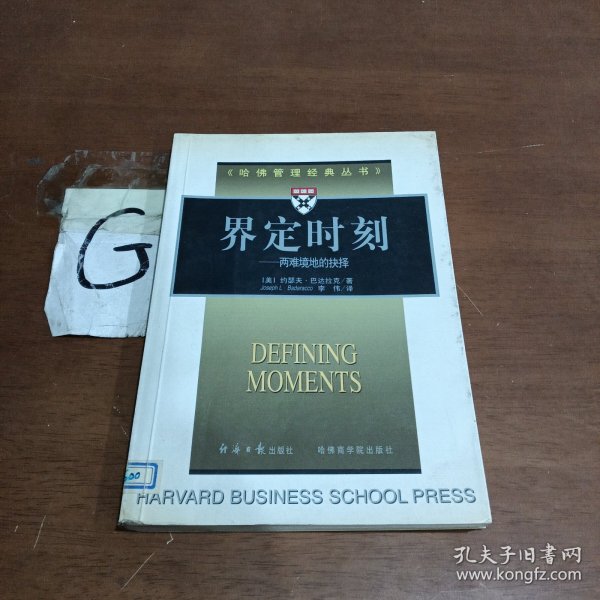 G
《哈佛管理经典丛书》
界定时刻
——两难境地的抉择
[美] 约瑟夫·巴达拉克/著
Joseph L. Badaracco 李 伟/译
DEFINING
MOMENTS
经济日报出版社 哈佛商学院出版社
HARVARD BUSINESS SCHOOL PRESS
孔夫子旧书网
www.kongfz.com